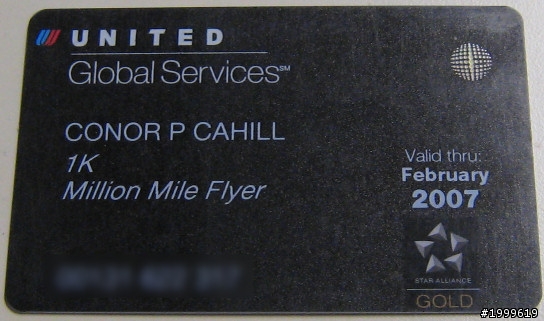 UNITED
Global Services℠
CONOR P CAHILL
1K
Million Mile Flyer
Valid thru:
February
2007
STAR ALLIANCE
GOLD
#1999619